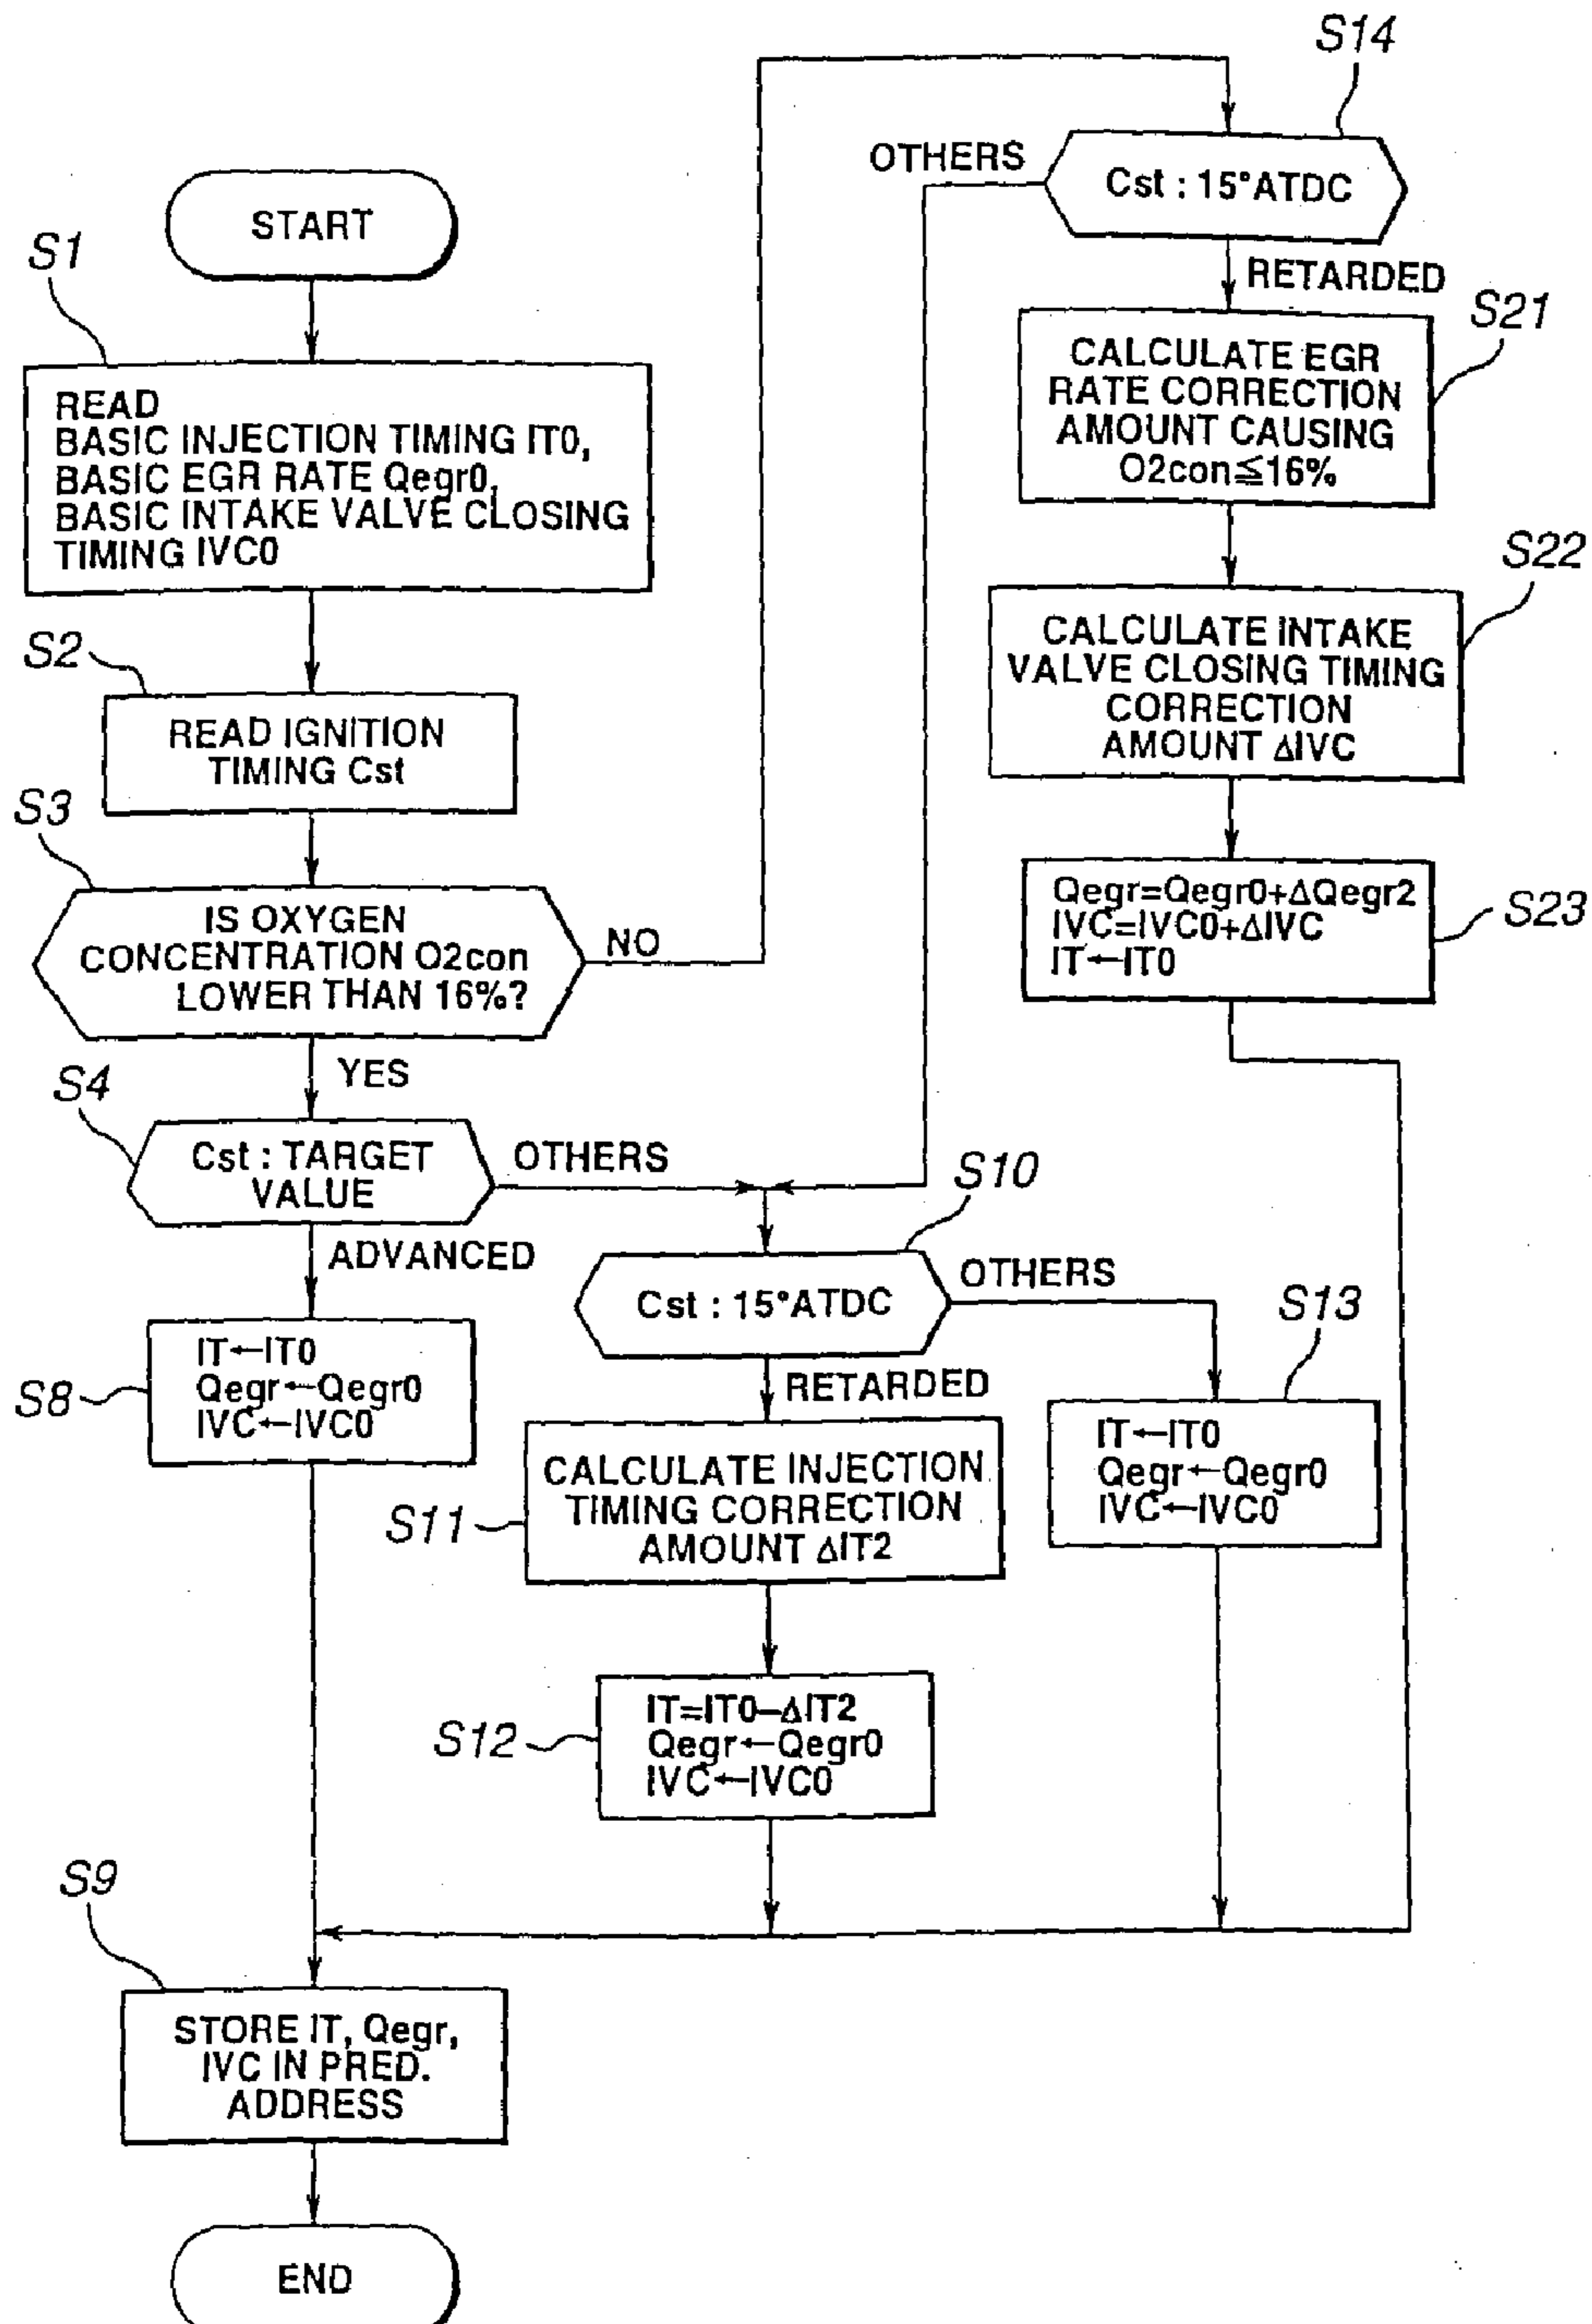 START
S1
READ
BASIC INJECTION TIMING IT0,
BASIC EGR RATE Qegr0,
BASIC INTAKE VALVE CLOSING
TIMING IVC0
S2
READ IGNITION
TIMING Cst
S3
IS OXYGEN
CONCENTRATION O2con
LOWER THAN 16%?
NO
YES
S4
Cst : TARGET
VALUE
OTHERS
ADVANCED
S8
IT←IT0
Qegr←Qegr0
IVC←IVC0
S14
OTHERS
Cst : 15°ATDC
RETARDED
S21
CALCULATE EGR
RATE CORRECTION
AMOUNT CAUSING
O2con≦16%
S22
CALCULATE INTAKE
VALVE CLOSING TIMING
CORRECTION
AMOUNT ΔIVC
S23
Qegr=Qegr0+ΔQegr2
IVC=IVC0+ΔIVC
IT←IT0
S10
Cst : 15°ATDC
OTHERS
RETARDED
S11
CALCULATE INJECTION
TIMING CORRECTION
AMOUNT ΔIT2
S12
IT=IT0–ΔIT2
Qegr←Qegr0
IVC←IVC0
S13
IT←IT0
Qegr←Qegr0
IVC←IVC0
S9
STORE IT, Qegr,
IVC IN PRED.
ADDRESS
END